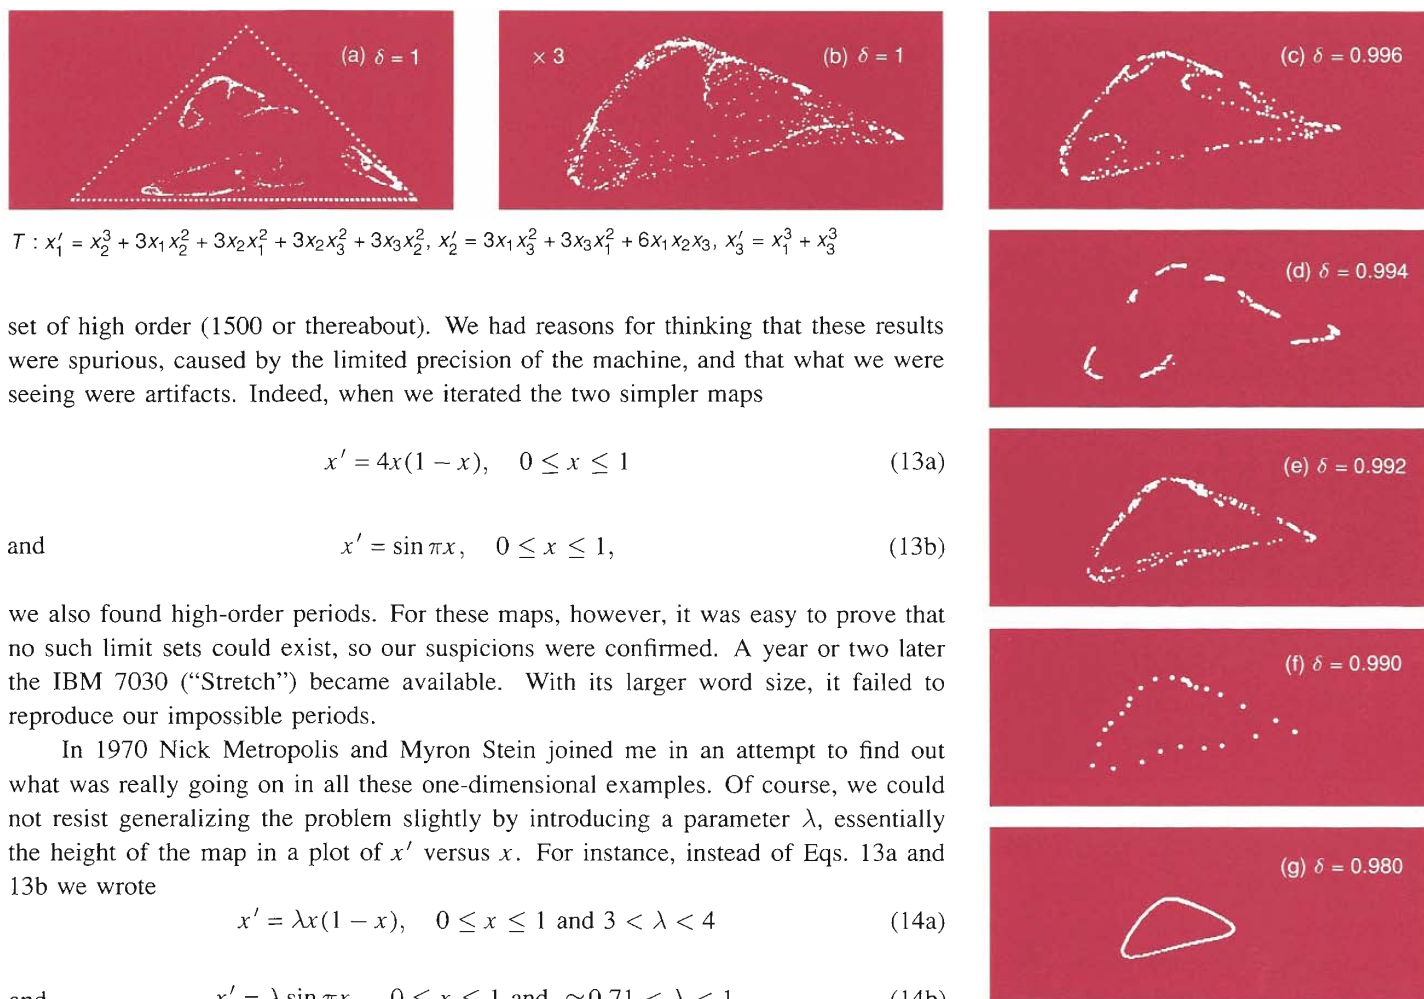 (a) δ = 1
× 3 (b) δ = 1
(c) δ = 0.996
T : x₁′ = x₂³ + 3x₁x₂² + 3x₂x₁² + 3x₂x₃² + 3x₃x₂², x₂′ = 3x₁x₃² + 3x₃x₁² + 6x₁x₂x₃, x₃′ = x₁³ + x₃³
(d) δ = 0.994
(e) δ = 0.992
(f) δ = 0.990
(g) δ = 0.980
set of high order (1500 or thereabout). We had reasons for thinking that these results
were spurious, caused by the limited precision of the machine, and that what we were
seeing were artifacts. Indeed, when we iterated the two simpler maps
x′ = 4x(1 − x), 0 ≤ x ≤ 1 (13a)
and x′ = sin πx, 0 ≤ x ≤ 1, (13b)
we also found high-order periods. For these maps, however, it was easy to prove that
no such limit sets could exist, so our suspicions were confirmed. A year or two later
the IBM 7030 (“Stretch”) became available. With its larger word size, it failed to
reproduce our impossible periods.
In 1970 Nick Metropolis and Myron Stein joined me in an attempt to find out
what was really going on in all these one-dimensional examples. Of course, we could
not resist generalizing the problem slightly by introducing a parameter λ, essentially
the height of the map in a plot of x′ versus x. For instance, instead of Eqs. 13a and
13b we wrote
x′ = λx(1 − x), 0 ≤ x ≤ 1 and 3 < λ < 4 (14a)
and x′ = λ sin πx, 0 ≤ x ≤ 1 and ≃0.71 < λ < 1 (14b)